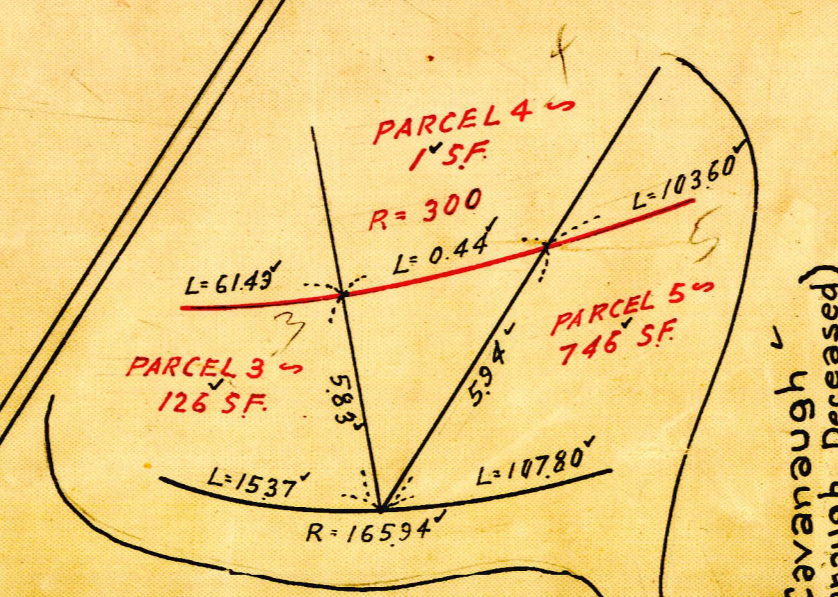 4
PARCEL 4
1 S.F.
R= 300
L=103.60
L= 0.44
5
L= 61.43
3
PARCEL 5
746 S.F.
PARCEL 3
126 S.F.
5.83
5.94
L=15.37
L=107.80
R=165.94
Deceased)